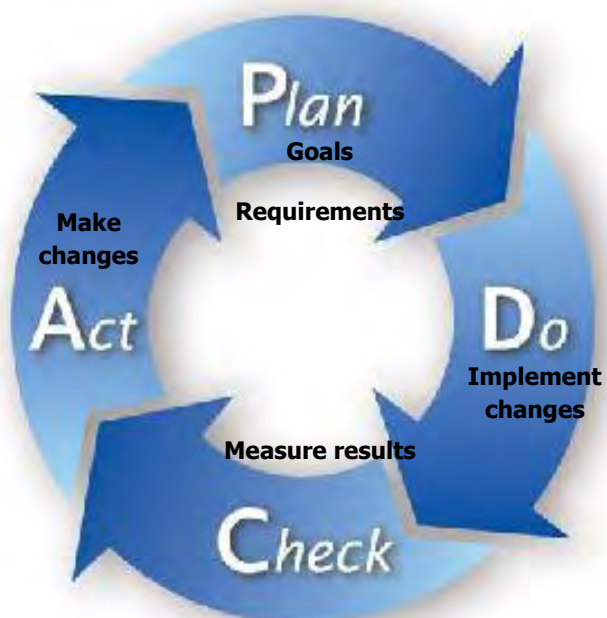 Plan
Goals
Requirements
Do
Implement
changes
Measure results
Check
Make
changes
Act